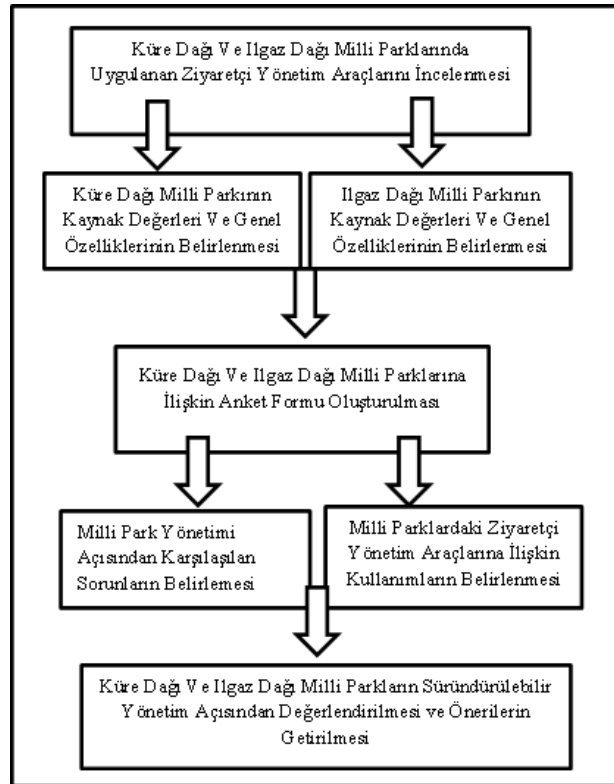 Küre Dağı Ve Ilgaz Dağı Milli Parklarında
Uygulanan Ziyaretçi Yönetim Araçlarını İncelenmesi
Küre Dağı Milli Parkının
Kaynak Değerleri Ve Genel
Özelliklerinin Belirlenmesi
Ilgaz Dağı Milli Parkının
Kaynak Değerleri Ve Genel
Özelliklerinin Belirlenmesi
Küre Dağı Ve Ilgaz Dağı Milli Parklarına
İlişkin Anket Formu Oluşturulması
Milli Park Yönetimi
Açısından Karşılaşılan
Sorunların Belirlemesi
Milli Parklardaki Ziyaretçi
Yönetim Araçlarına İlişkin
Kullanımların Belirlenmesi
Küre Dağı Ve Ilgaz Dağı Milli Parkların Süründürülebilir
Yönetim Açısından Değerlendirilmesi ve Önerilerin
Getirilmesi